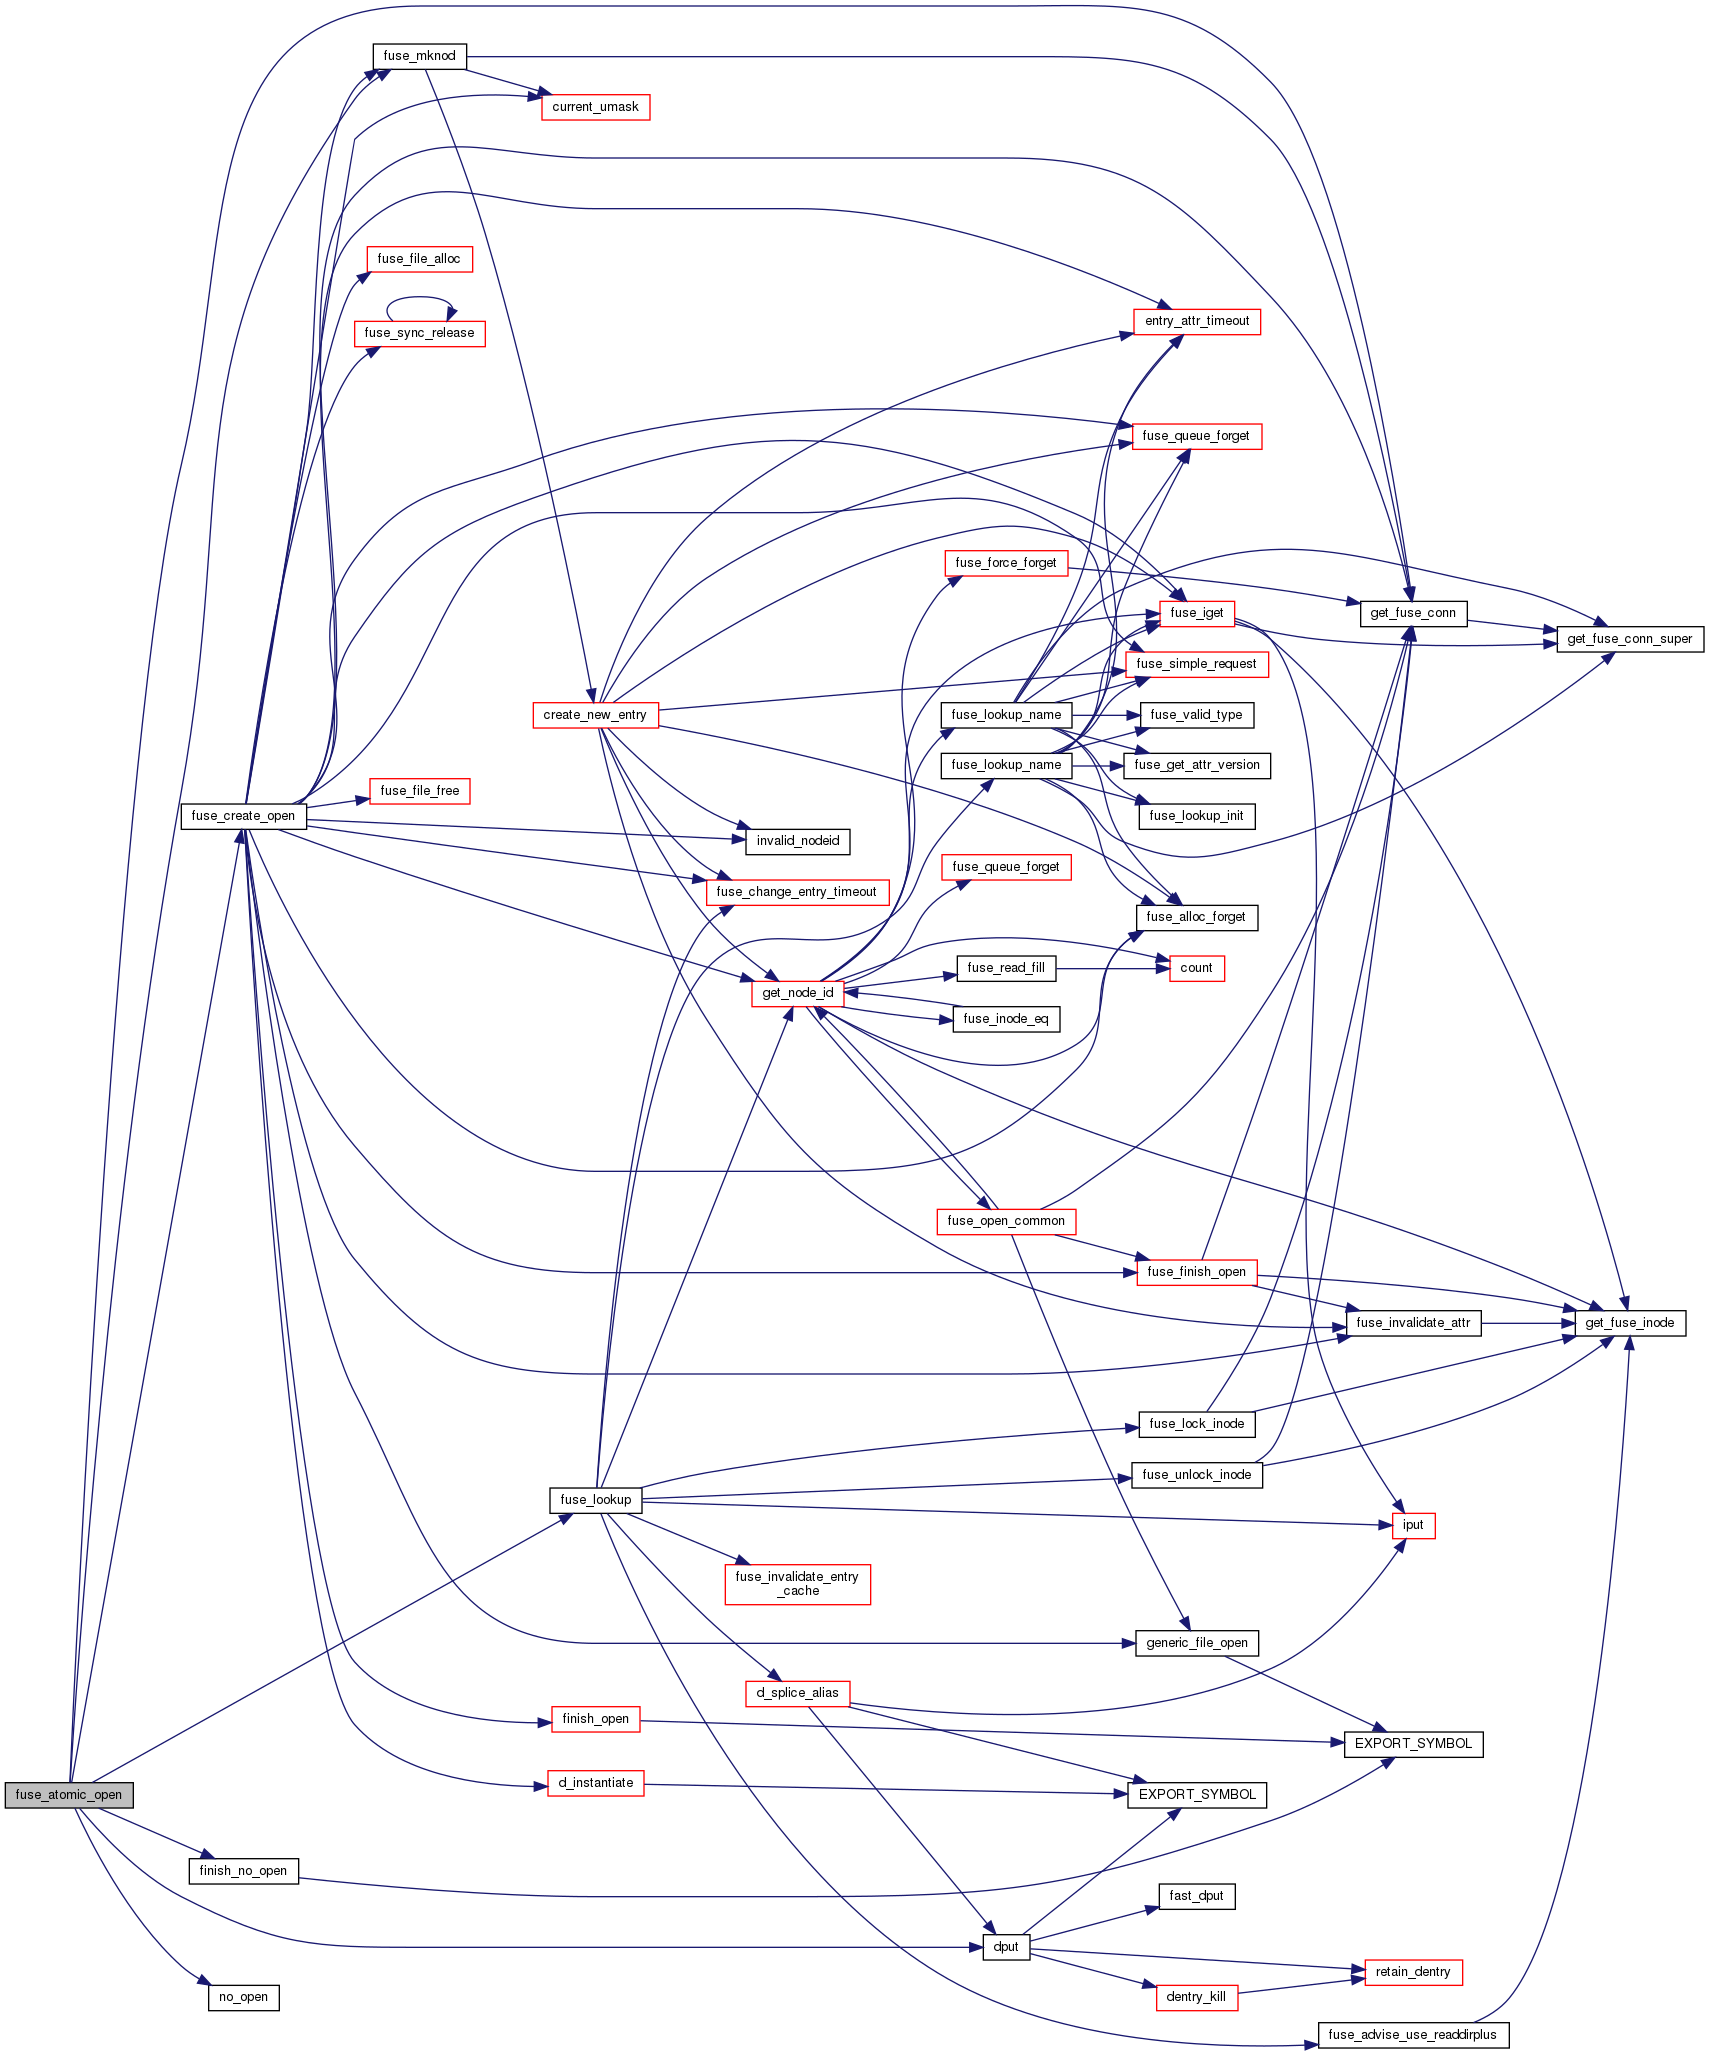 fuse_mknod
current_umask
fuse_file_alloc
fuse_sync_release
entry_attr_timeout
fuse_queue_forget
fuse_force_forget
fuse_iget
get_fuse_conn
get_fuse_conn_super
fuse_simple_request
create_new_entry
fuse_lookup_name
fuse_valid_type
fuse_lookup_name
fuse_get_attr_version
fuse_file_free
fuse_create_open
fuse_lookup_init
invalid_nodeid
fuse_queue_forget
fuse_change_entry_timeout
fuse_alloc_forget
fuse_read_fill
count
get_node_id
fuse_inode_eq
fuse_open_common
fuse_finish_open
fuse_invalidate_attr
get_fuse_inode
fuse_lock_inode
fuse_unlock_inode
fuse_lookup
iput
fuse_invalidate_entry
_cache
generic_file_open
d_splice_alias
finish_open
EXPORT_SYMBOL
d_instantiate
EXPORT_SYMBOL
fuse_atomic_open
finish_no_open
fast_dput
dput
retain_dentry
dentry_kill
no_open
fuse_advise_use_readdirplus